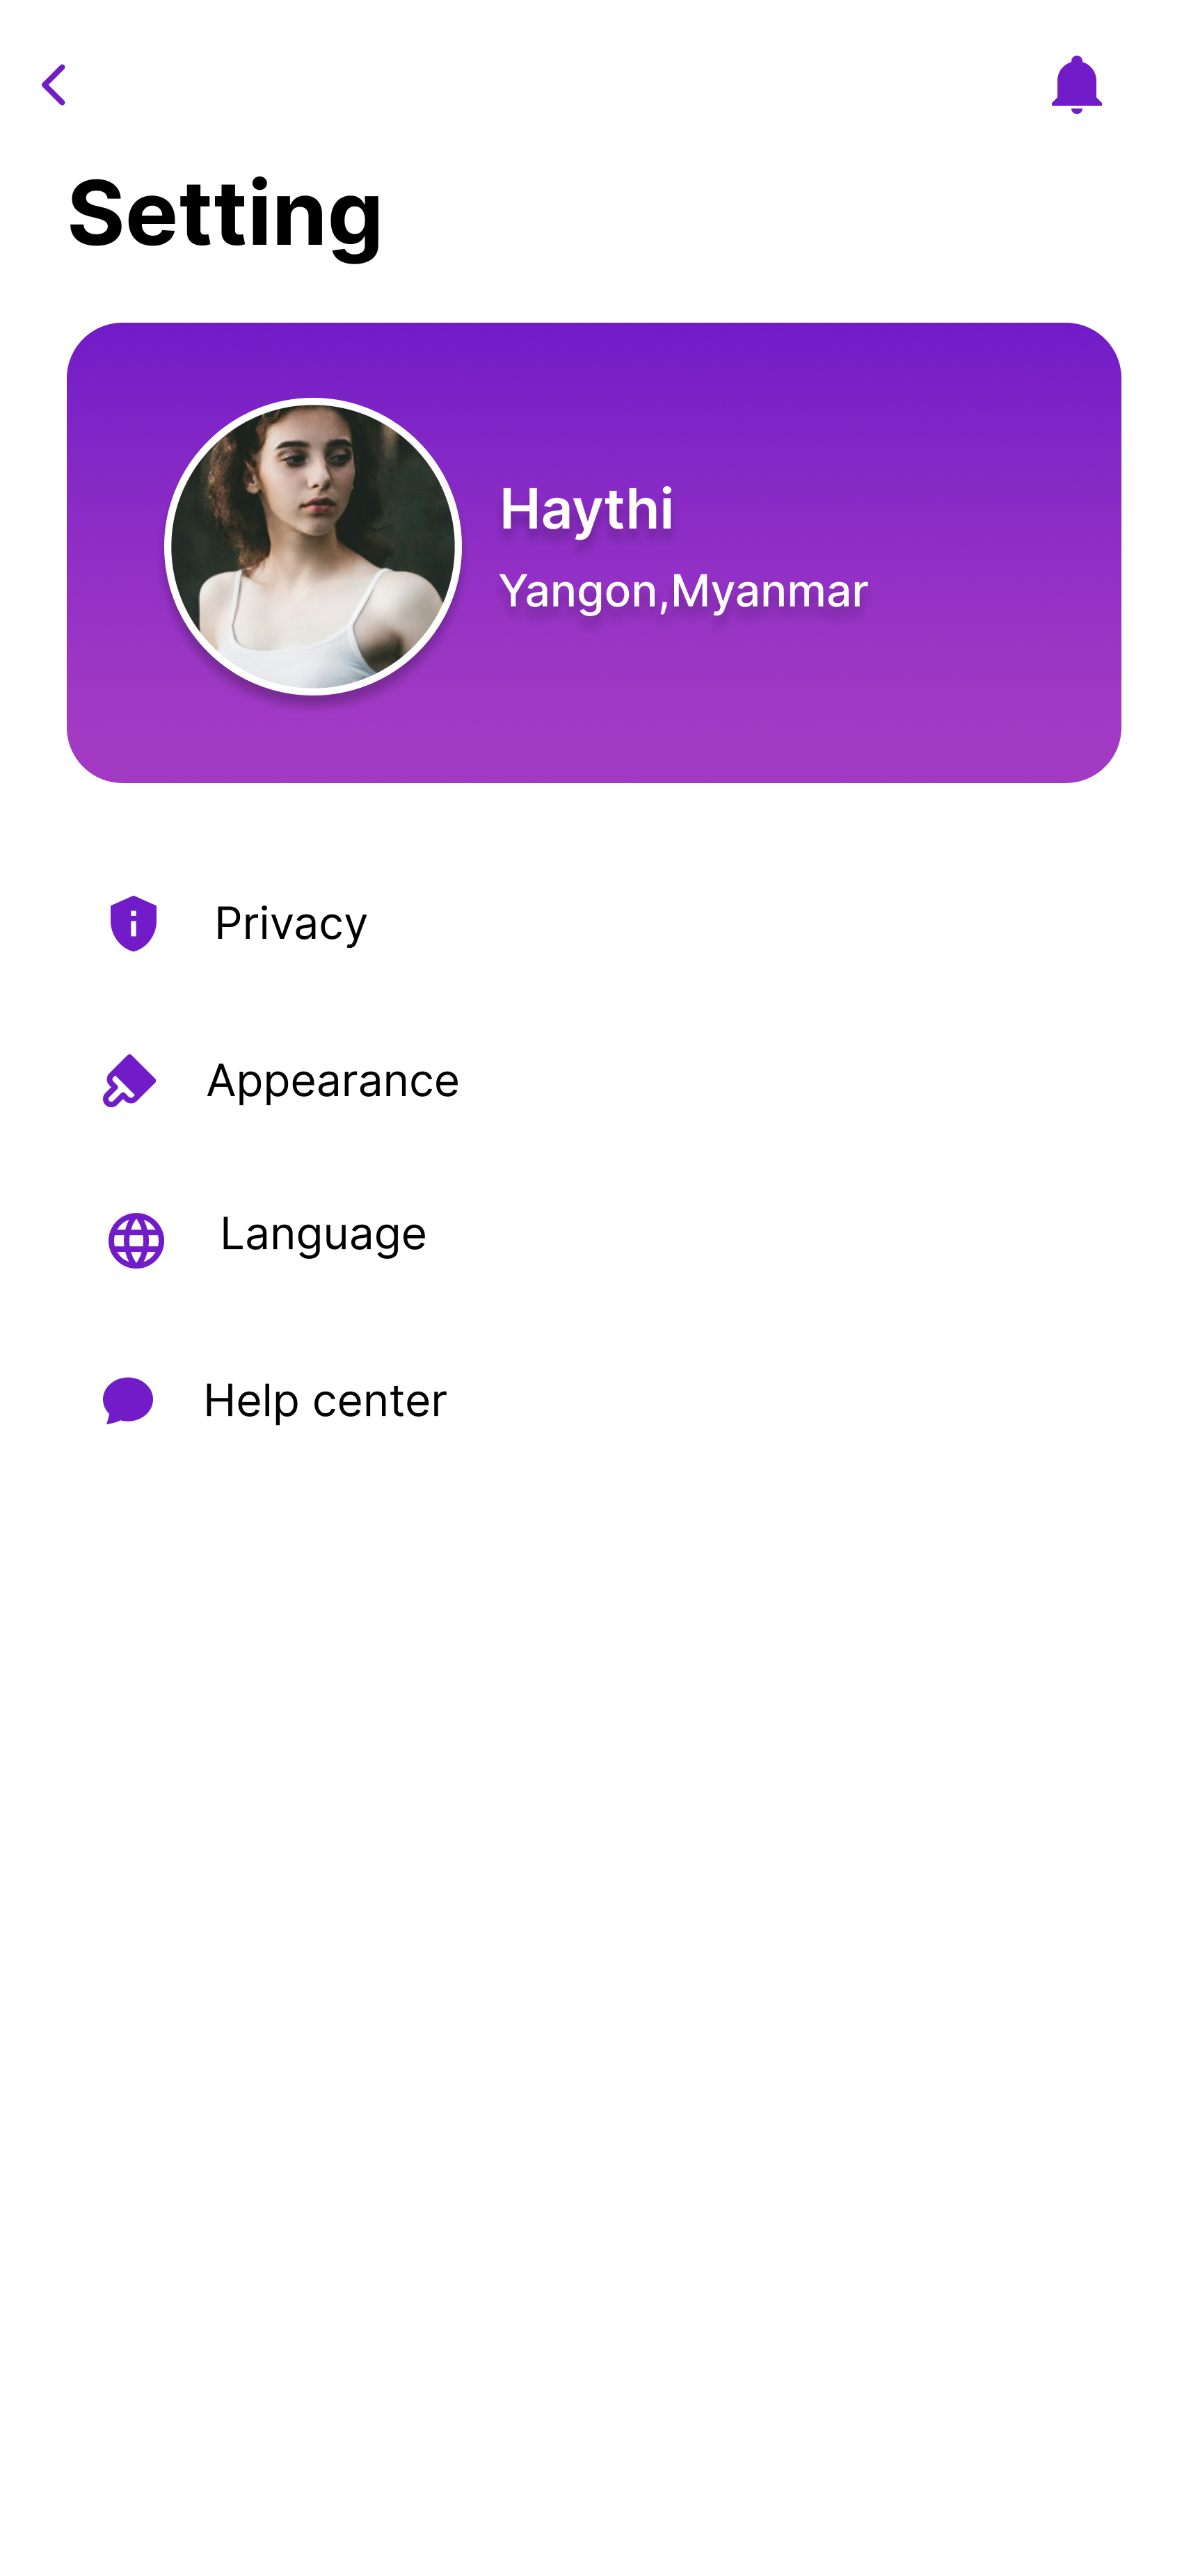 Setting
Haythi
Yangon,Myanmar
Privacy
Appearance
Language
Help center